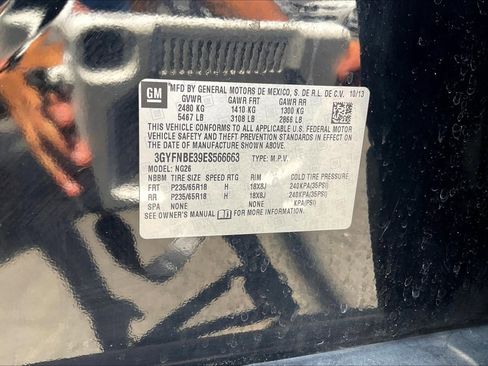 GM
MFD BY GENERAL MOTORS DE MEXICO, S. DE R.L. DE C.V. 10/13
GVWR GAWR FRT GAWR RR
2480 KG 1410 KG 1300 KG
5467 LB 3108 LB 2866 LB
THIS VEHICLE CONFORMS TO ALL APPLICABLE U.S. FEDERAL MOTOR
VEHICLE SAFETY AND THEFT PREVENTION STANDARDS IN EFFECT ON
THE DATE OF MANUFACTURE SHOWN ABOVE.
3GYFNBE39ES566663 TYPE: M.P.V.
MODEL: NG26
NBBM TIRE SIZE SPEED RTG RIM COLD TIRE PRESSURE
FRT P235/65R18 H 18X8J 240KPA(35PSI)
RR P235/65R18 H 18X8J 240KPA(35PSI)
SPA NONE NONE KPA(PSI)
SEE OWNER'S MANUAL FOR MORE INFORMATION.